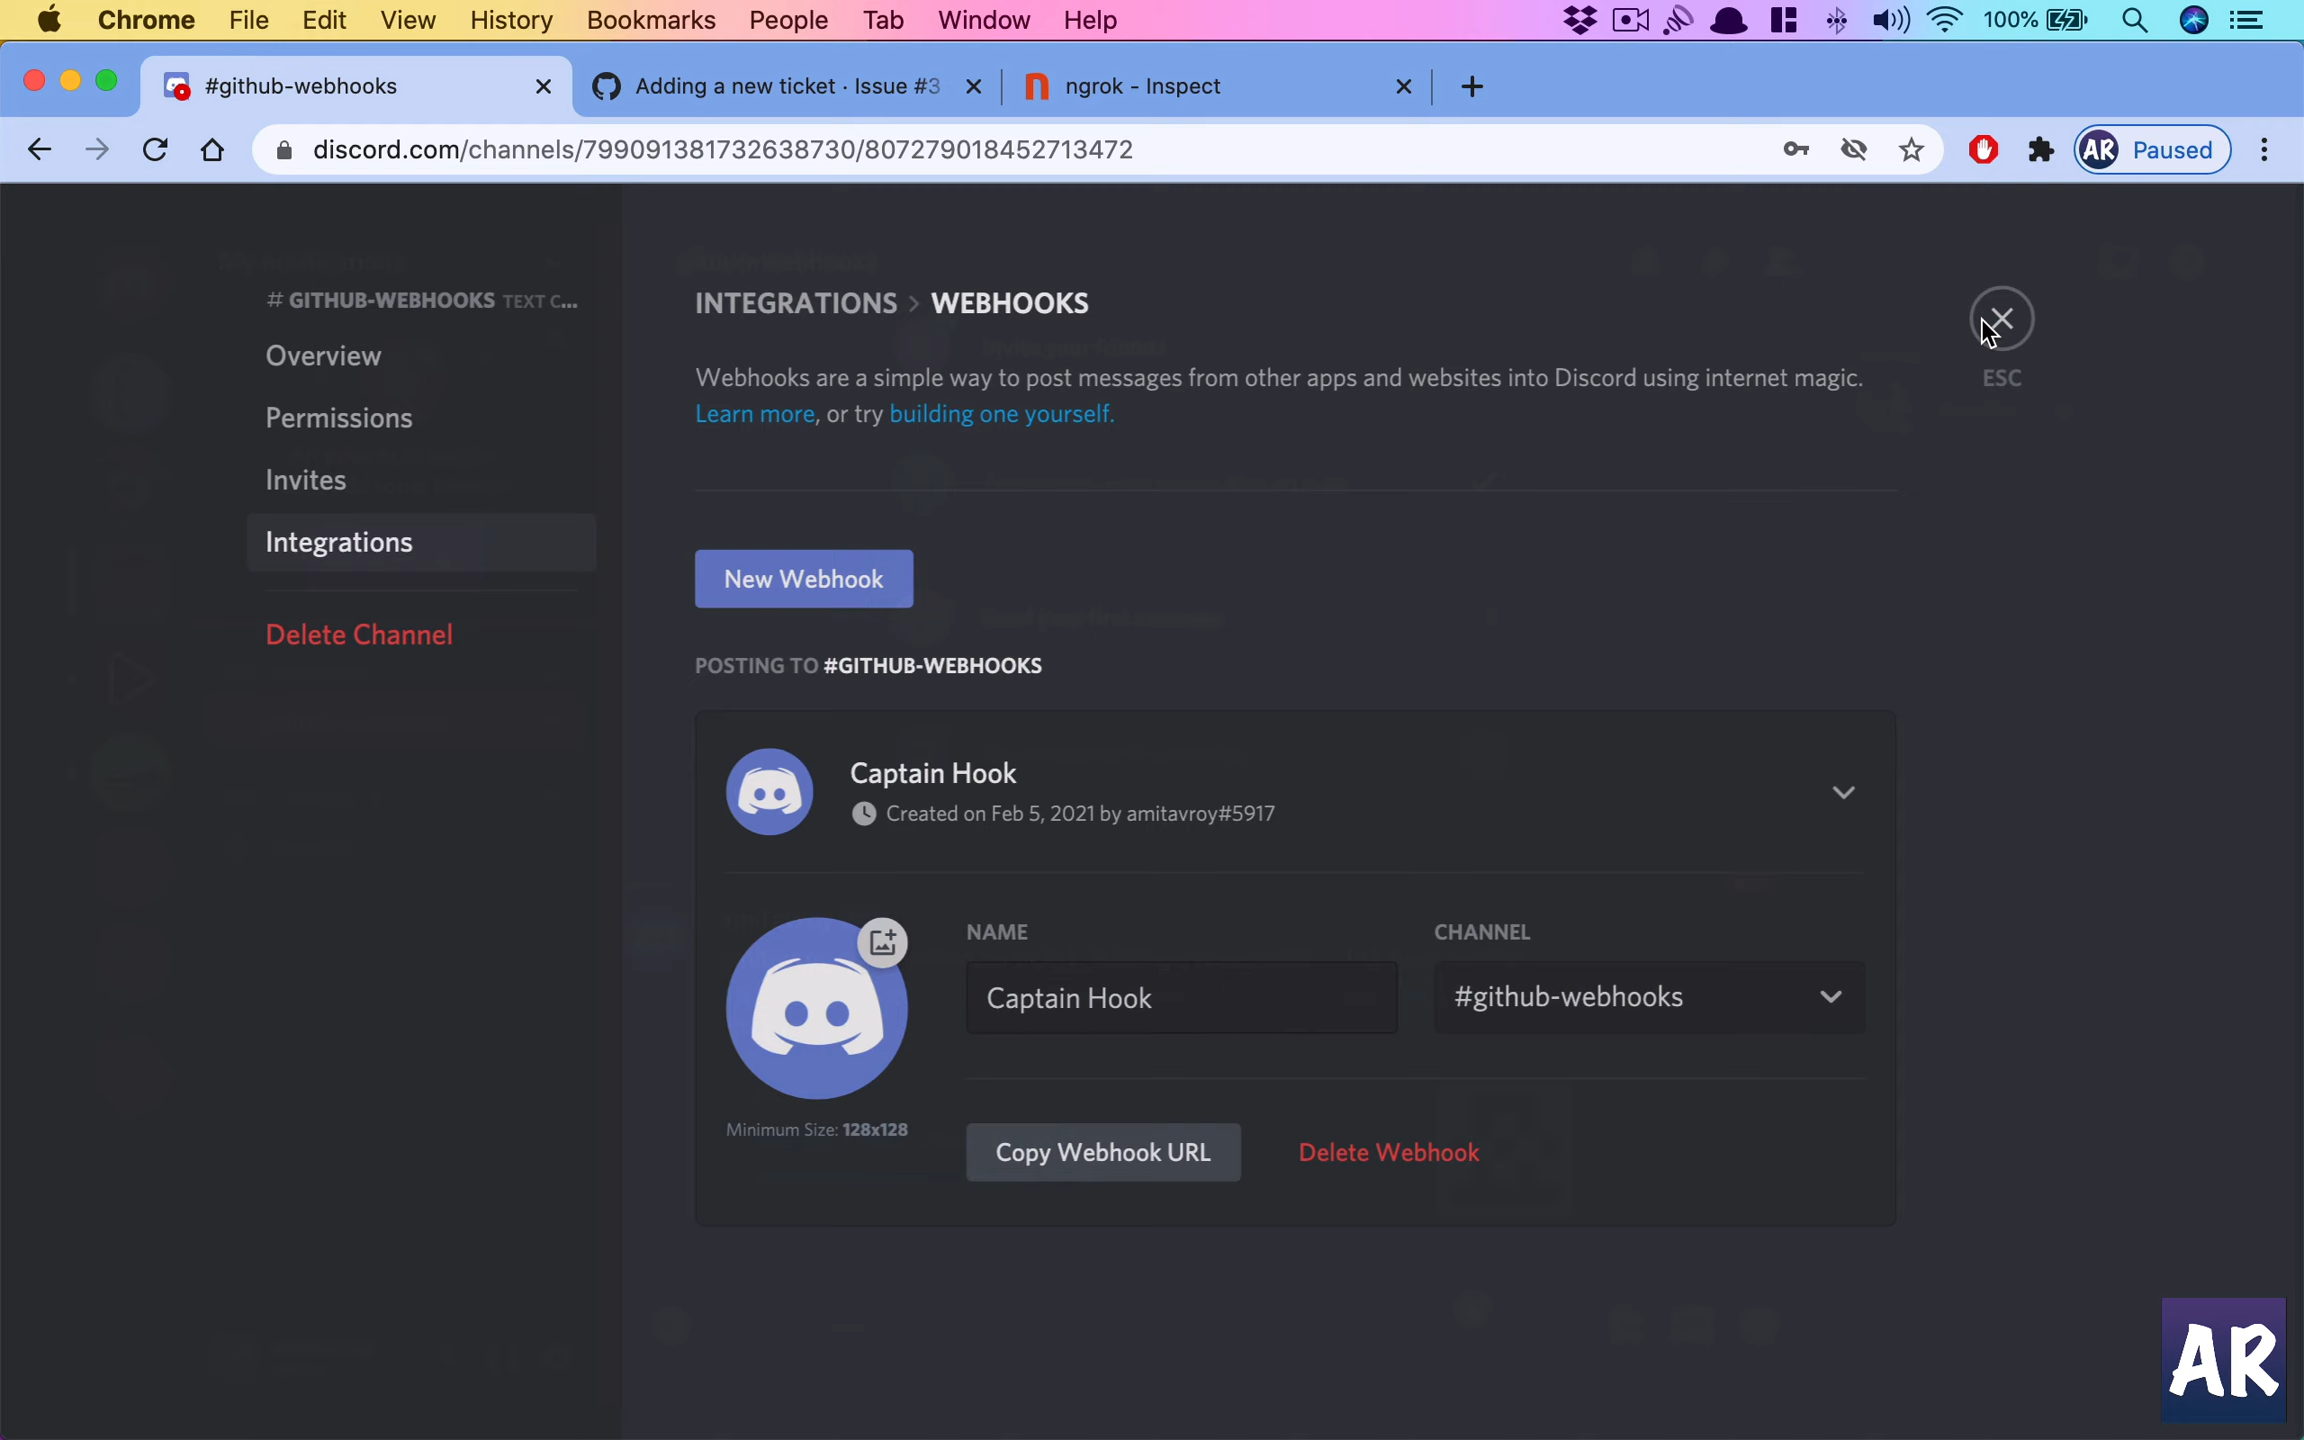 Chrome File Edit View History Bookmarks People Tab Window Help 100%
#github-webhooks Adding a new ticket · Issue #3 ngrok - Inspect
discord.com/channels/799091381732638730/807279018452713472 AR Paused
# GITHUB-WEBHOOKS TEXT C...
Overview
Permissions
Invites
Integrations
Delete Channel
INTEGRATIONS > WEBHOOKS
ESC
Webhooks are a simple way to post messages from other apps and websites into Discord using internet magic.
Learn more, or try building one yourself.
New Webhook
POSTING TO #GITHUB-WEBHOOKS
Captain Hook
Created on Feb 5, 2021 by amitavroy#5917
NAME CHANNEL
Captain Hook #github-webhooks
Minimum Size: 128x128
Copy Webhook URL Delete Webhook
AR